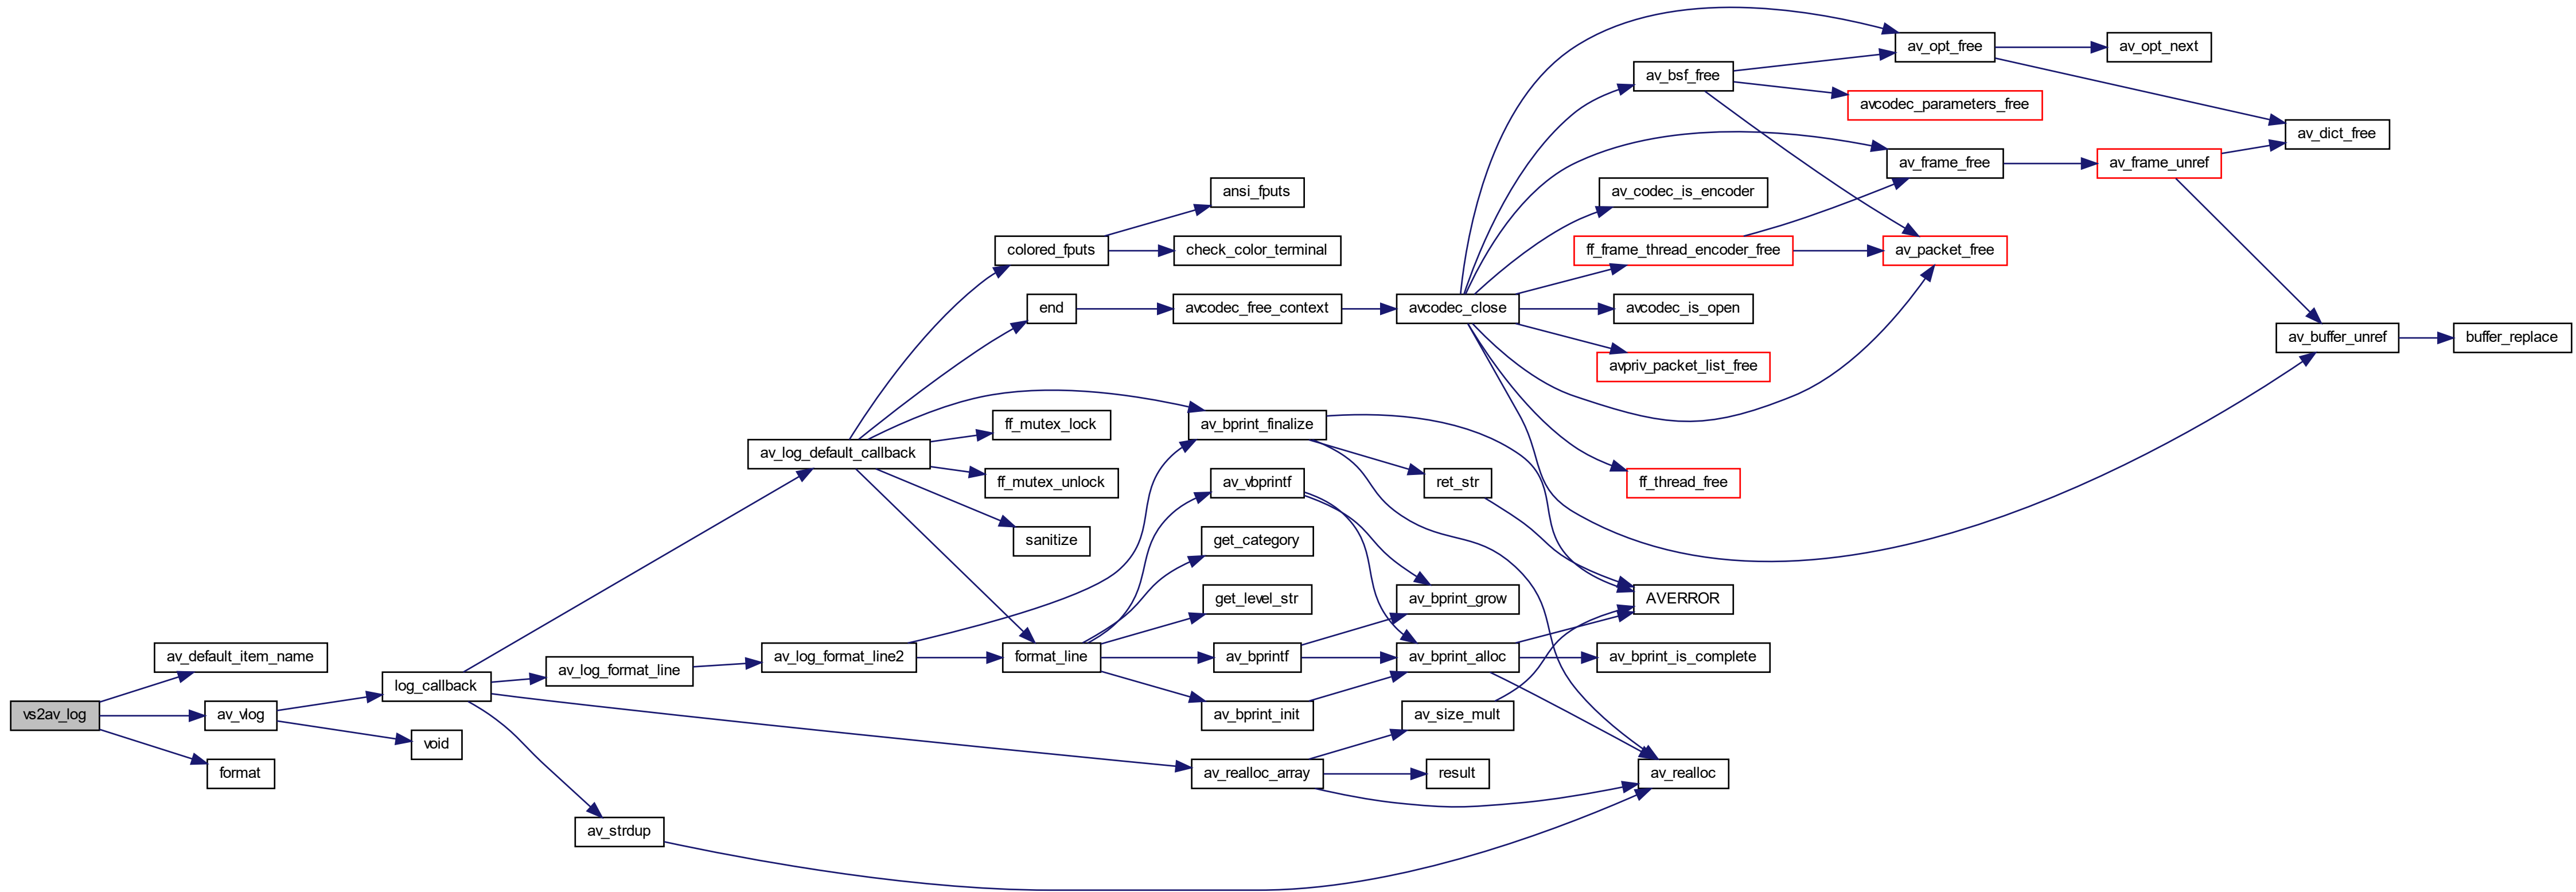 vs2av_log
av_default_item_name
av_vlog
format
log_callback
void
av_log_default_callback
av_log_format_line
av_strdup
av_log_format_line2
colored_fputs
end
ff_mutex_lock
ff_mutex_unlock
sanitize
format_line
ansi_fputs
check_color_terminal
avcodec_free_context
av_bprint_finalize
av_vbprintf
get_category
get_level_str
av_bprintf
av_bprint_init
av_realloc_array
avcodec_close
ret_str
av_bprint_grow
av_bprint_alloc
av_size_mult
result
av_bsf_free
av_codec_is_encoder
ff_frame_thread_encoder_free
avcodec_is_open
avpriv_packet_list_free
ff_thread_free
AVERROR
av_bprint_is_complete
av_realloc
av_opt_free
avcodec_parameters_free
av_frame_free
av_packet_free
av_opt_next
av_frame_unref
av_dict_free
av_buffer_unref
buffer_replace